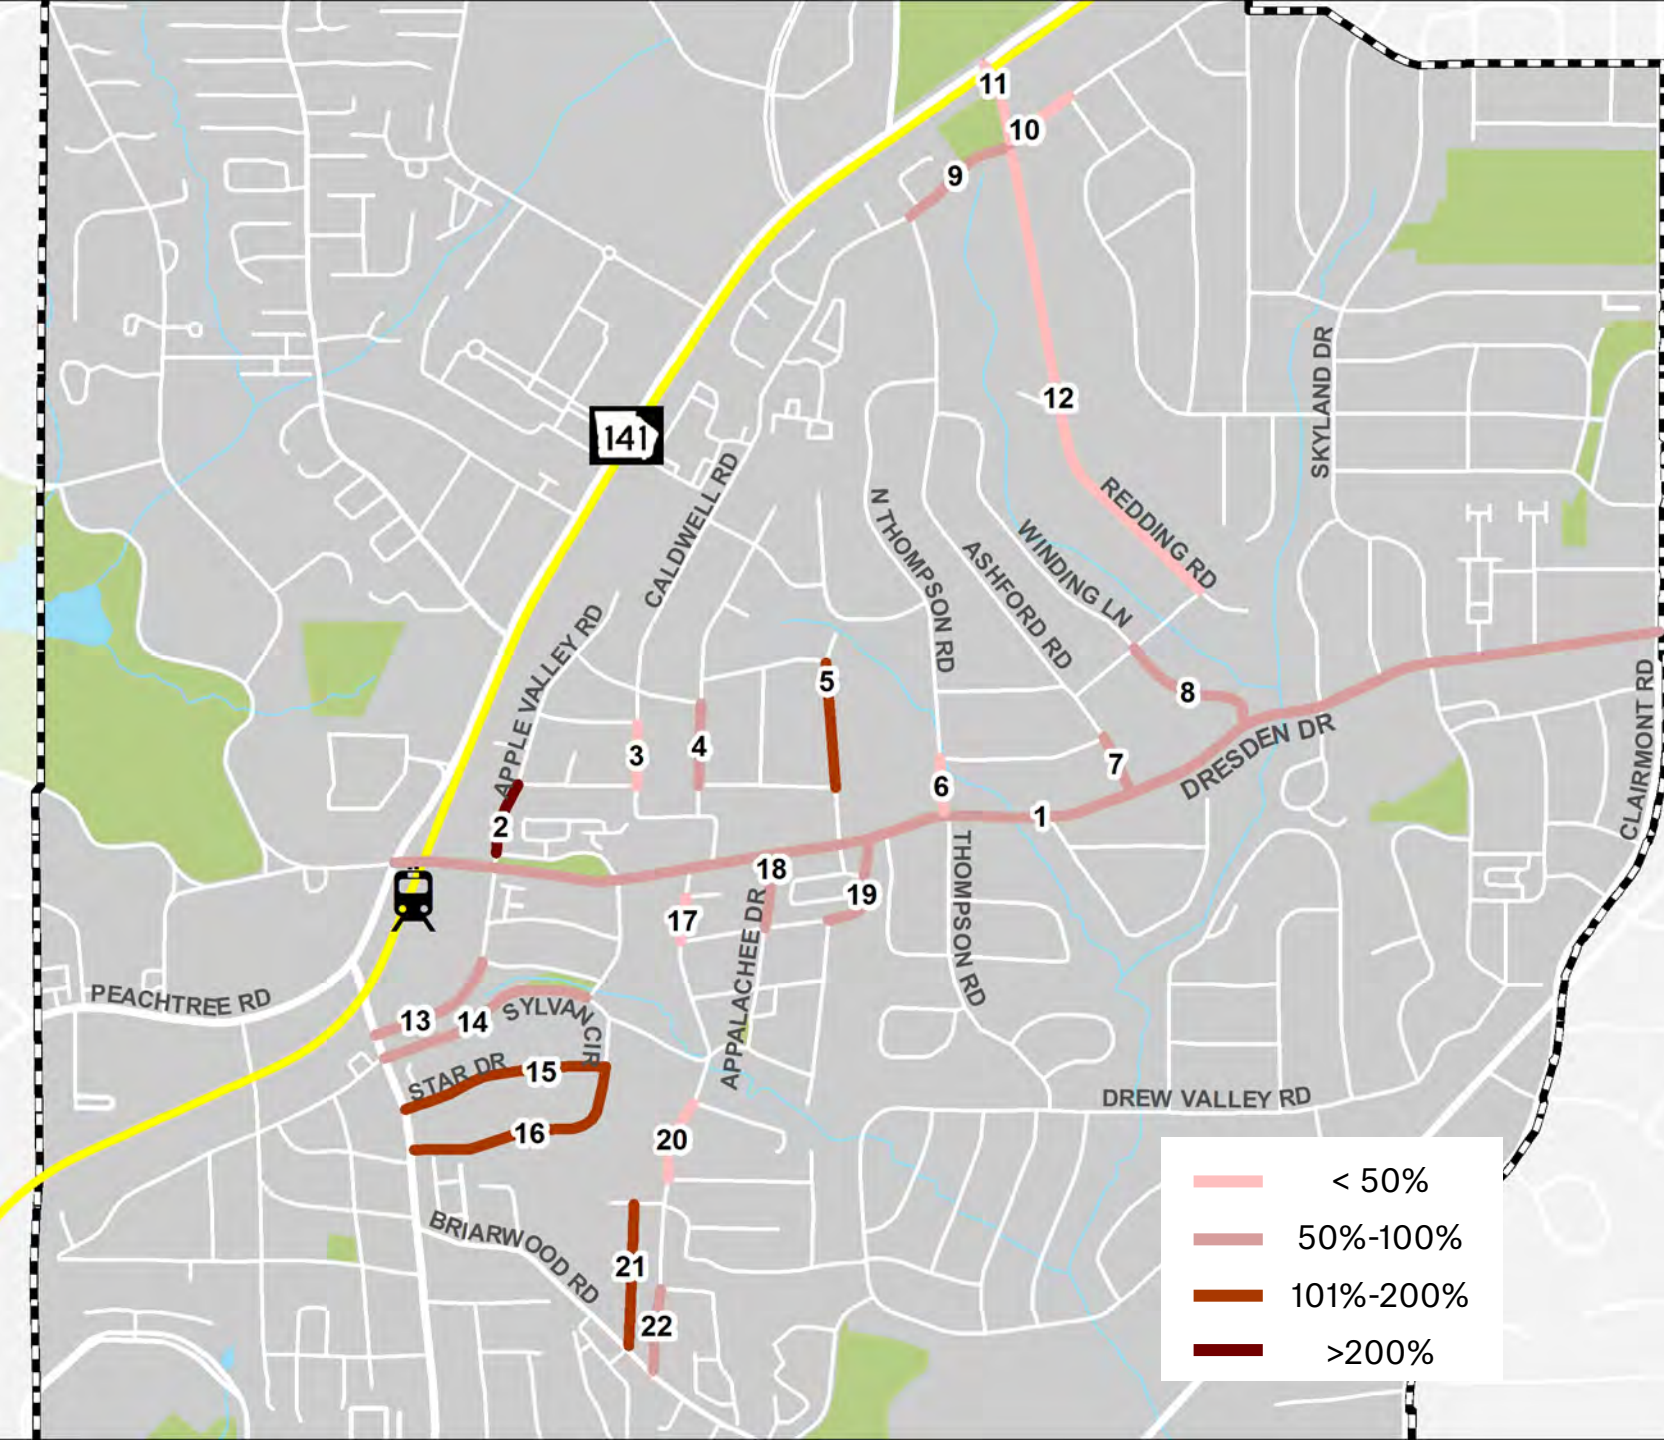 11
10
9
SKYLAND DR
12
141
CALDWELL RD
REDDING RD
N THOMPSON RD
WINDING LN
ASHFORD RD
APPLE VALLEY RD
5
8
3
4
7
6
DRESDEN DR
CLAIRMONT RD
2
1
18
19
17
APPALACHEE DR
THOMPSON RD
PEACHTREE RD
13
14
SYLVAN CIR
STAR DR
15
16
DREW VALLEY RD
20
BRIARWOOD RD
21
22
< 50%
50%-100%
101%-200%
>200%